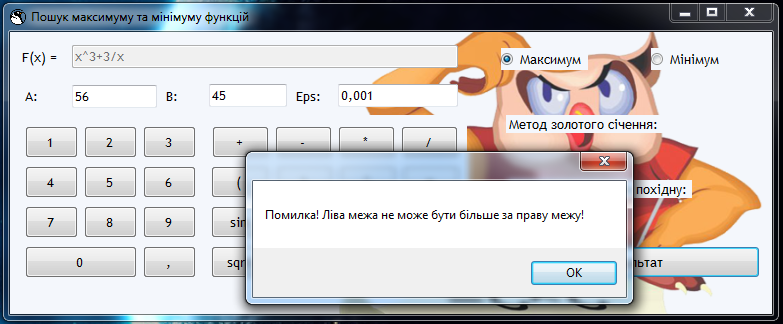 Пошук максимуму та мінімуму функцій
F(x) = x^3+3/x Максимум Мінімум
A: 56 B: 45 Eps: 0,001
Метод золотого січення:
1 2 3 + - * /
4 5 6 ( похідну:
7 8 9 sin
0 , sqr
Помилка! Ліва межа не може бути більше за праву межу!
OK